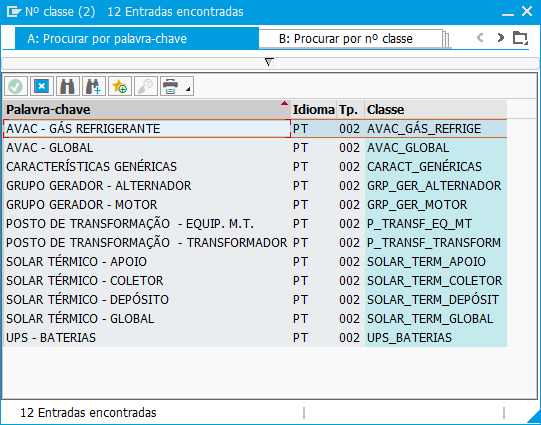 Nº classe (2)   12 Entradas encontradas
A: Procurar por palavra-chave   B: Procurar por nº classe
Palavra-chave   Idioma   Tp.   Classe
AVAC - GÁS REFRIGERANTE   PT   002   AVAC_GÁS_REFRIGE
AVAC - GLOBAL   PT   002   AVAC_GLOBAL
CARACTERÍSTICAS GENÉRICAS   PT   002   CARACT_GENÉRICAS
GRUPO GERADOR - ALTERNADOR   PT   002   GRP_GER_ALTERNADOR
GRUPO GERADOR - MOTOR   PT   002   GRP_GER_MOTOR
POSTO DE TRANSFORMAÇÃO  - EQUIP. M.T.   PT   002   P_TRANSF_EQ_MT
POSTO DE TRANSFORMAÇÃO  - TRANSFORMADOR   PT   002   P_TRANSF_TRANSFORM
SOLAR TÉRMICO - APOIO   PT   002   SOLAR_TERM_APOIO
SOLAR TÉRMICO - COLETOR   PT   002   SOLAR_TERM_COLETOR
SOLAR TÉRMICO - DEPÓSITO   PT   002   SOLAR_TERM_DEPÓSIT
SOLAR TÉRMICO - GLOBAL   PT   002   SOLAR_TERM_GLOBAL
UPS - BATERIAS   PT   002   UPS_BATERIAS
12 Entradas encontradas